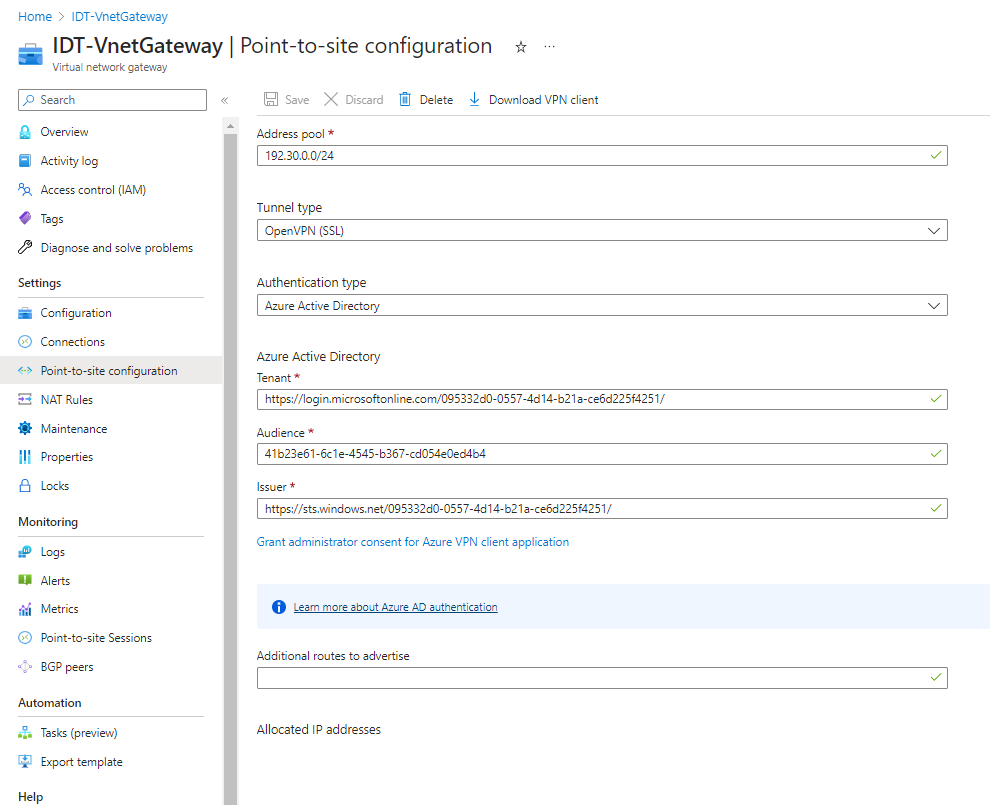 Home > IDT-VnetGateway
IDT-VnetGateway | Point-to-site configuration
Virtual network gateway
Search
Save
Discard
Delete
Download VPN client
Overview
Activity log
Access control (IAM)
Tags
Diagnose and solve problems
Settings
Configuration
Connections
Point-to-site configuration
NAT Rules
Maintenance
Properties
Locks
Monitoring
Logs
Alerts
Metrics
Point-to-site Sessions
BGP peers
Automation
Tasks (preview)
Export template
Help
Address pool *
192.30.0.0/24
Tunnel type
OpenVPN (SSL)
Authentication type
Azure Active Directory
Azure Active Directory
Tenant *
https://login.microsoftonline.com/095332d0-0557-4d14-b21a-ce6d225f4251/
Audience *
41b23e61-6c1e-4545-b367-cd054e0ed4b4
Issuer *
https://sts.windows.net/095332d0-0557-4d14-b21a-ce6d225f4251/
Grant administrator consent for Azure VPN client application
Learn more about Azure AD authentication
Additional routes to advertise
Allocated IP addresses